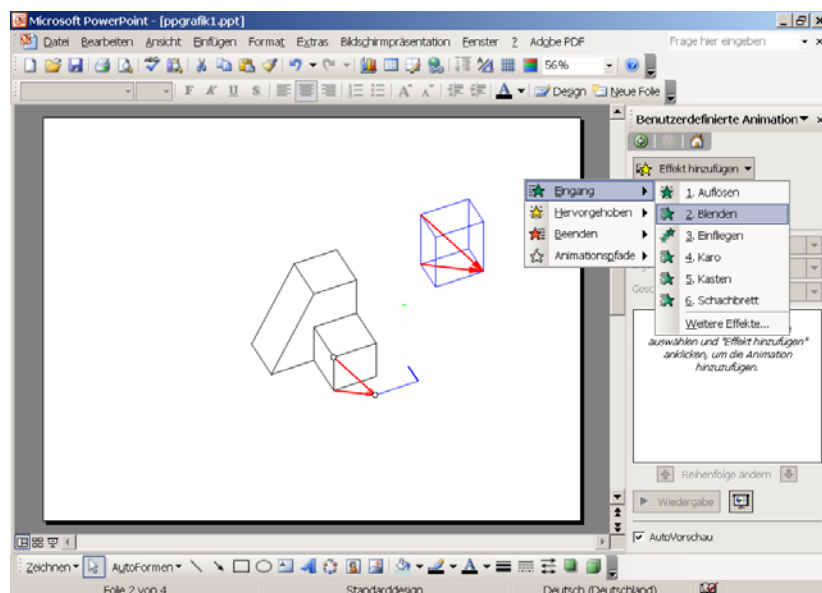 Microsoft PowerPoint - [ppgrafik1.ppt]
Datei Bearbeiten Ansicht Einfügen Format Extras Bildschirmpräsentation Fenster ? Adobe PDF Frage hier eingeben
56%
F K U S A A A Design Neue Folie
Benutzerdefinierte Animation
Effekt hinzufügen
Eingang
Hervorgehoben
Beenden
Animationspfade
1. Auflösen
2. Blenden
3. Einfliegen
4. Karo
5. Kasten
6. Schachbrett
Weitere Effekte...
auswählen und "Effekt hinzufügen"
anklicken, um die Animation
hinzuzufügen.
Reihenfolge ändern
Wiedergabe
AutoVorschau
Zeichnen AutoFormen A
Folie 2 von 4 Standarddesign Deutsch (Deutschland)